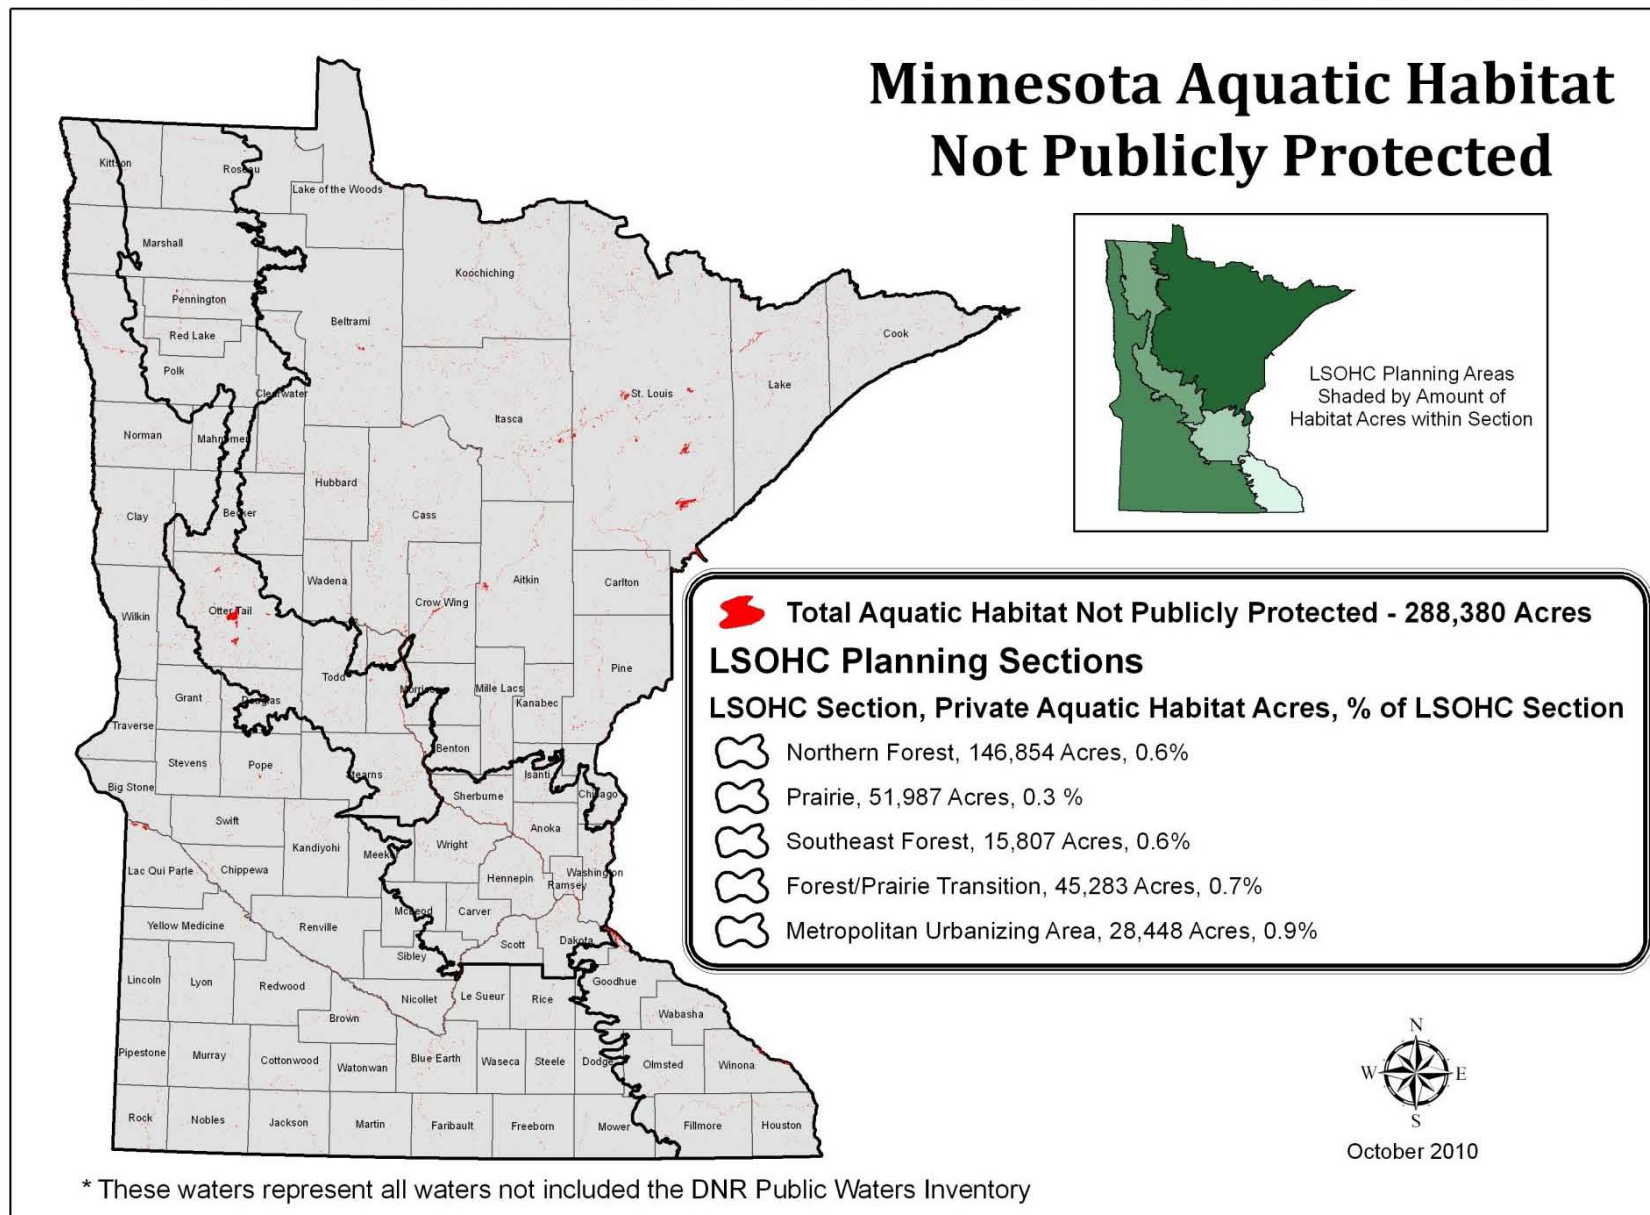 Minnesota Aquatic Habitat
Not Publicly Protected
LSOHC Planning Areas
Shaded by Amount of
Habitat Acres within Section
Total Aquatic Habitat Not Publicly Protected - 288,380 Acres
LSOHC Planning Sections
LSOHC Section, Private Aquatic Habitat Acres, % of LSOHC Section
Northern Forest, 146,854 Acres, 0.6%
Prairie, 51,987 Acres, 0.3 %
Southeast Forest, 15,807 Acres, 0.6%
Forest/Prairie Transition, 45,283 Acres, 0.7%
Metropolitan Urbanizing Area, 28,448 Acres, 0.9%
Kittson
Roseau
Lake of the Woods
Marshall
Koochiching
Pennington
Beltrami
Red Lake
Cook
Polk
Clearwater
St. Louis
Lake
Itasca
Norman
Mahnomen
Hubbard
Clay
Becker
Cass
Wadena
Aitkin
Carlton
Crow Wing
Otter Tail
Wilkin
Pine
Todd
Morrison
Mille Lacs
Grant
Douglas
Kanabec
Traverse
Benton
Stevens
Pope
Stearns
Isanti
Big Stone
Sherburne
Chisago
Swift
Anoka
Kandiyohi
Meeker
Wright
Lac Qui Parle
Chippewa
Hennepin
Washington
Ramsey
McLeod
Carver
Yellow Medicine
Renville
Scott
Dakota
Sibley
Lincoln
Lyon
Redwood
Goodhue
Nicollet
Le Sueur
Rice
Brown
Wabasha
Pipestone
Murray
Cottonwood
Watonwan
Blue Earth
Waseca
Steele
Dodge
Olmsted
Winona
Rock
Nobles
Jackson
Martin
Faribault
Freeborn
Mower
Fillmore
Houston
N
W
E
S
October 2010
* These waters represent all waters not included the DNR Public Waters Inventory